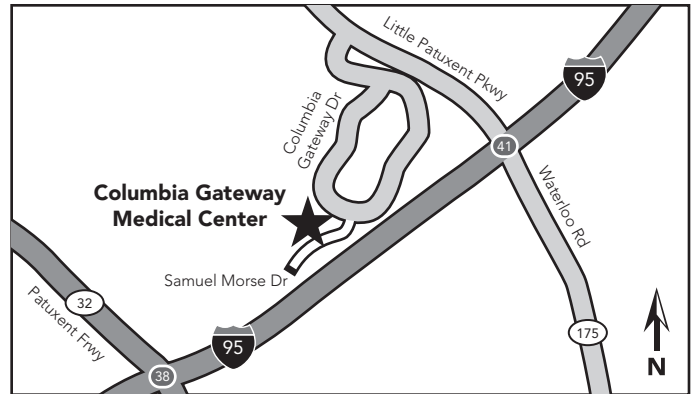 Little Patuxent Pkwy
95
Columbia
Gateway Dr
41
Columbia Gateway
Medical Center
Waterloo Rd
Samuel Morse Dr
32
Patuxent Frwy
175
95
N
38